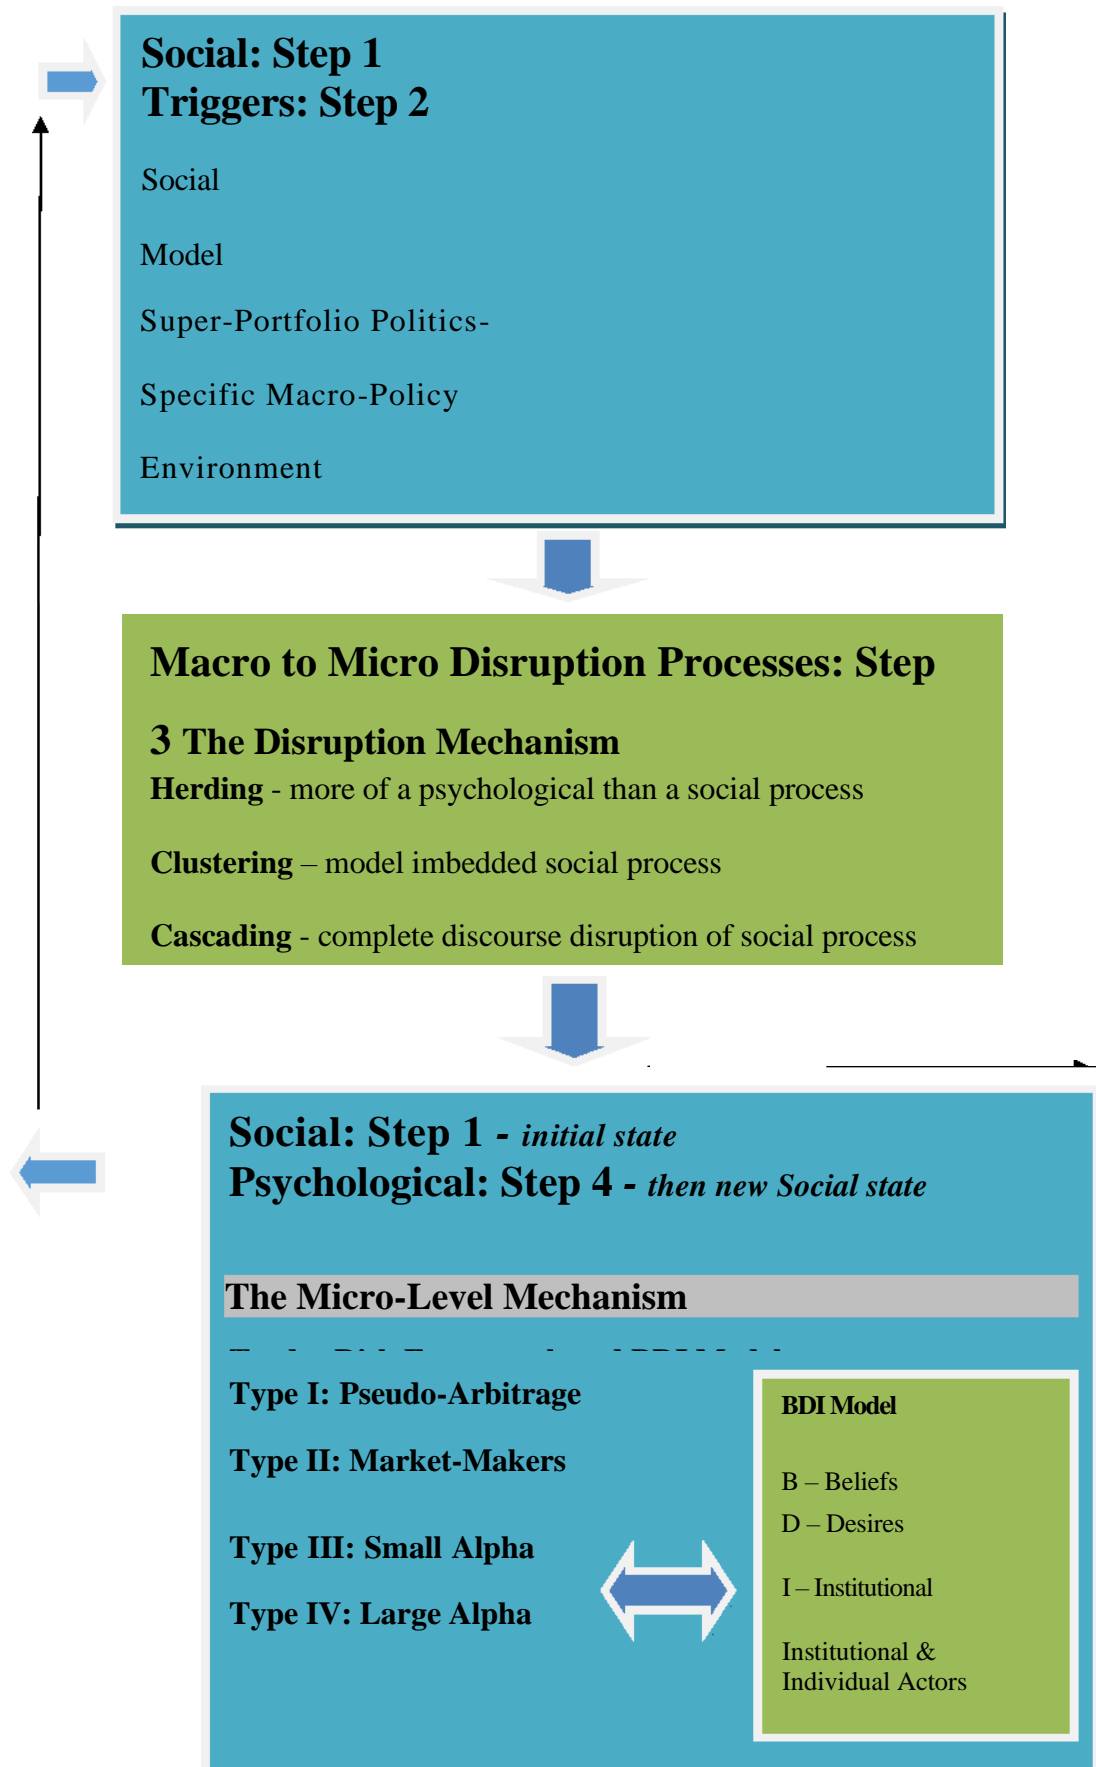 Social: Step 1
Triggers: Step 2
Social
Model
Super-Portfolio Politics-
Specific Macro-Policy
Environment
Macro to Micro Disruption Processes: Step
3 The Disruption Mechanism
Herding - more of a psychological than a social process
Clustering – model imbedded social process
Cascading - complete discourse disruption of social process
Social: Step 1 - initial state
Psychological: Step 4 - then new Social state
The Micro-Level Mechanism
Type I: Pseudo-Arbitrage
Type II: Market-Makers
Type III: Small Alpha
Type IV: Large Alpha
BDI Model
B – Beliefs
D – Desires
I – Institutional
Institutional &
Individual Actors